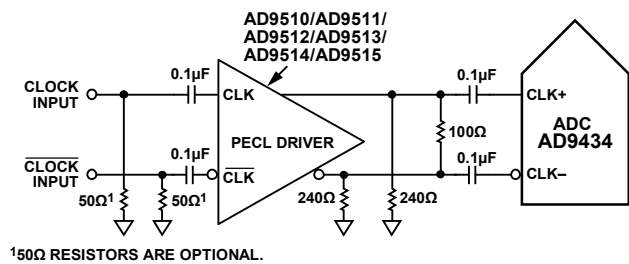 AD9510/AD9511/
AD9512/AD9513/
AD9514/AD9515
CLOCK
INPUT
0.1µF
CLK
PECL DRIVER
0.1µF
CLK+
ADC
AD9434
100Ω
CLOCK
INPUT
0.1µF
CLK
0.1µF
CLK–
50Ω¹
50Ω¹
240Ω
240Ω
¹50Ω RESISTORS ARE OPTIONAL.